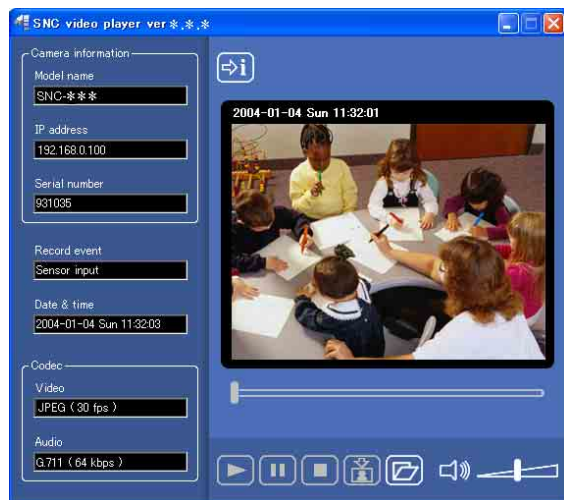 SNC video player ver *.*.*
Camera information
Model name
SNC-***
IP address
192.168.0.100
Serial number
931035
Record event
Sensor input
Date & time
2004-01-04 Sun 11:32:03
Codec
Video
JPEG ( 30 fps )
Audio
G.711 ( 64 kbps )
i
2004-01-04 Sun 11:32:01